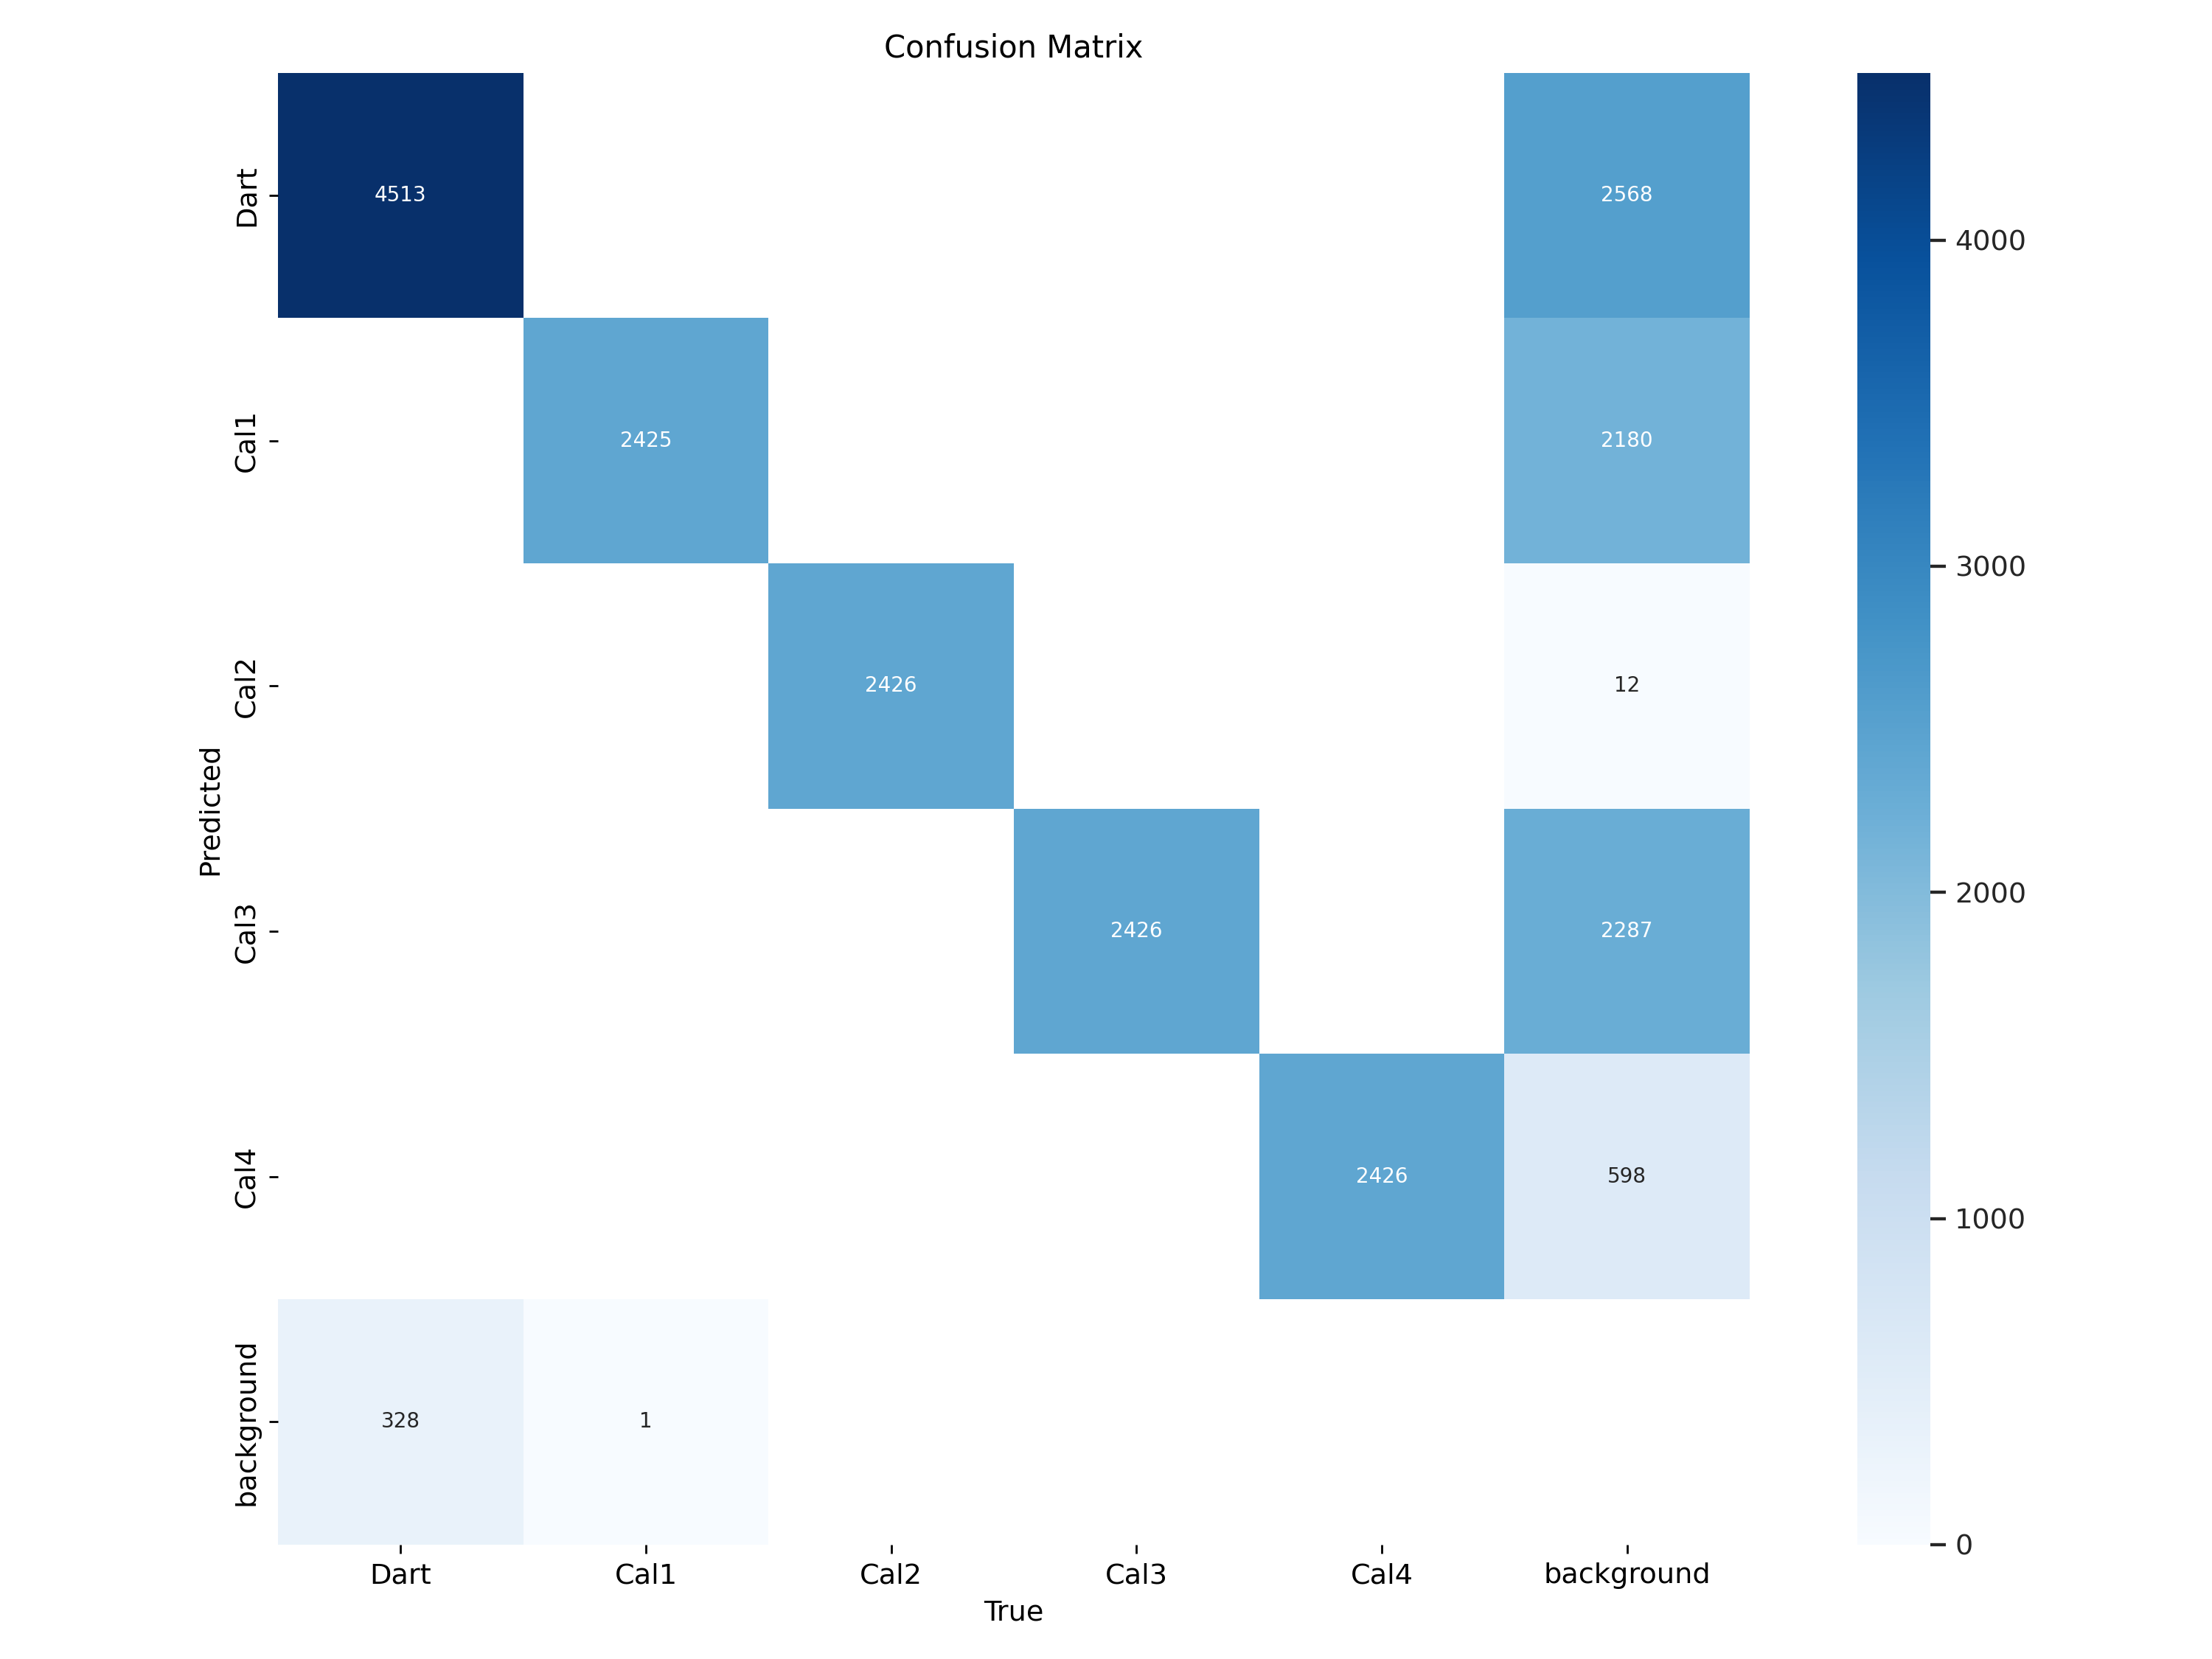 Confusion Matrix
Dart
4513
2568
4000
Cal1
2425
2180
3000
Cal2
2426
12
Predicted
2000
Cal3
2426
2287
Cal4
2426
598
1000
background
328
1
0
Dart Cal1 Cal2 Cal3 Cal4 background
True